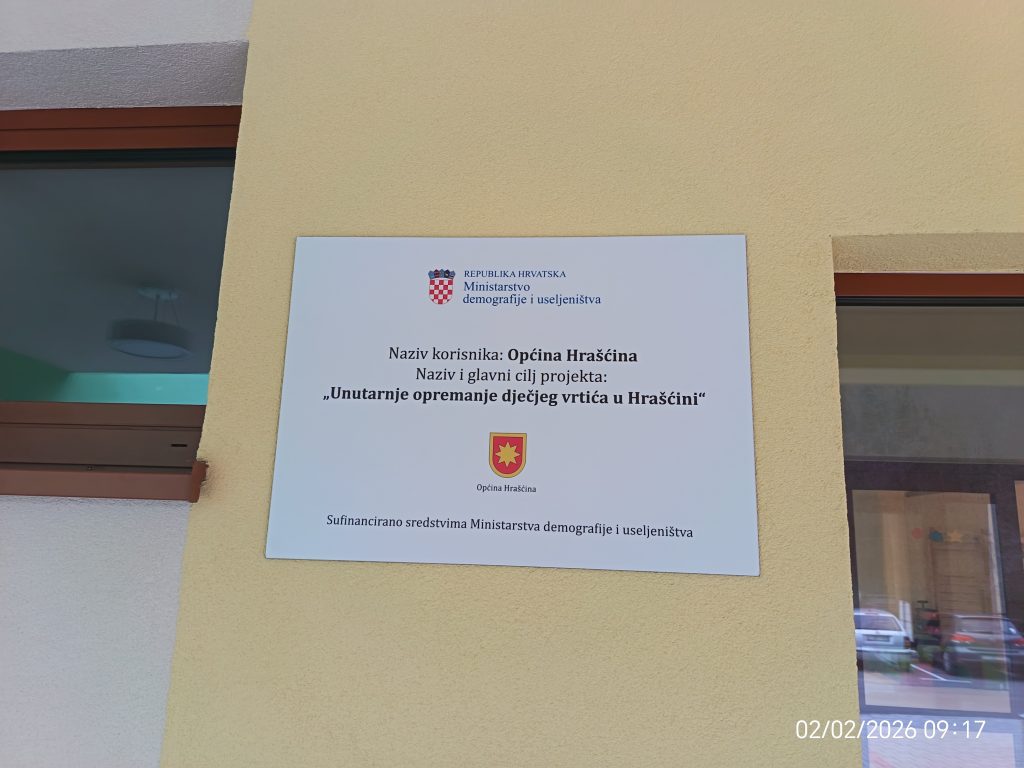 REPUBLIKA HRVATSKA
Ministarstvo
demografije i useljeništva
Naziv korisnika: Općina Hrašćina
Naziv i glavni cilj projekta:
„Unutarnje opremanje dječjeg vrtića u Hrašćini“
Općina Hrašćina
Sufinancirano sredstvima Ministarstva demografije i useljeništva
02/02/2026 09:17